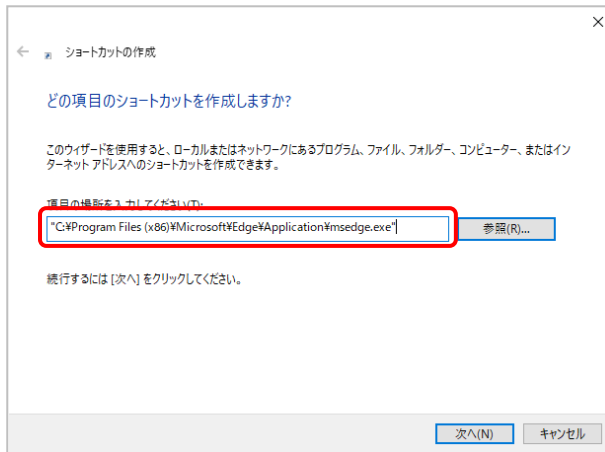 ショートカットの作成
どの項目のショートカットを作成しますか?
このウィザードを使用すると、ローカルまたはネットワークにあるプログラム、ファイル、フォルダー、コンピューター、またはイン
ターネット アドレスへのショートカットを作成できます。
項目の場所を入力してください(T):
"C:¥Program Files (x86)¥Microsoft¥Edge¥Application¥msedge.exe"
参照(R)...
続行するには [次へ] をクリックしてください。
次へ(N)
キャンセル